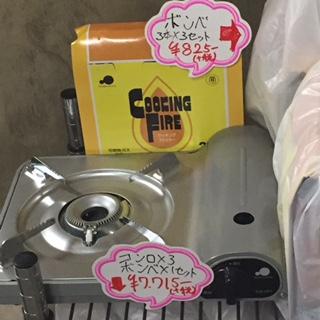 ボンベ
3本×3セット
¥825-
(+税)
COOKING
FIRE
コンロ×3
ボンベ×1セット
¥7,715-
(+税)